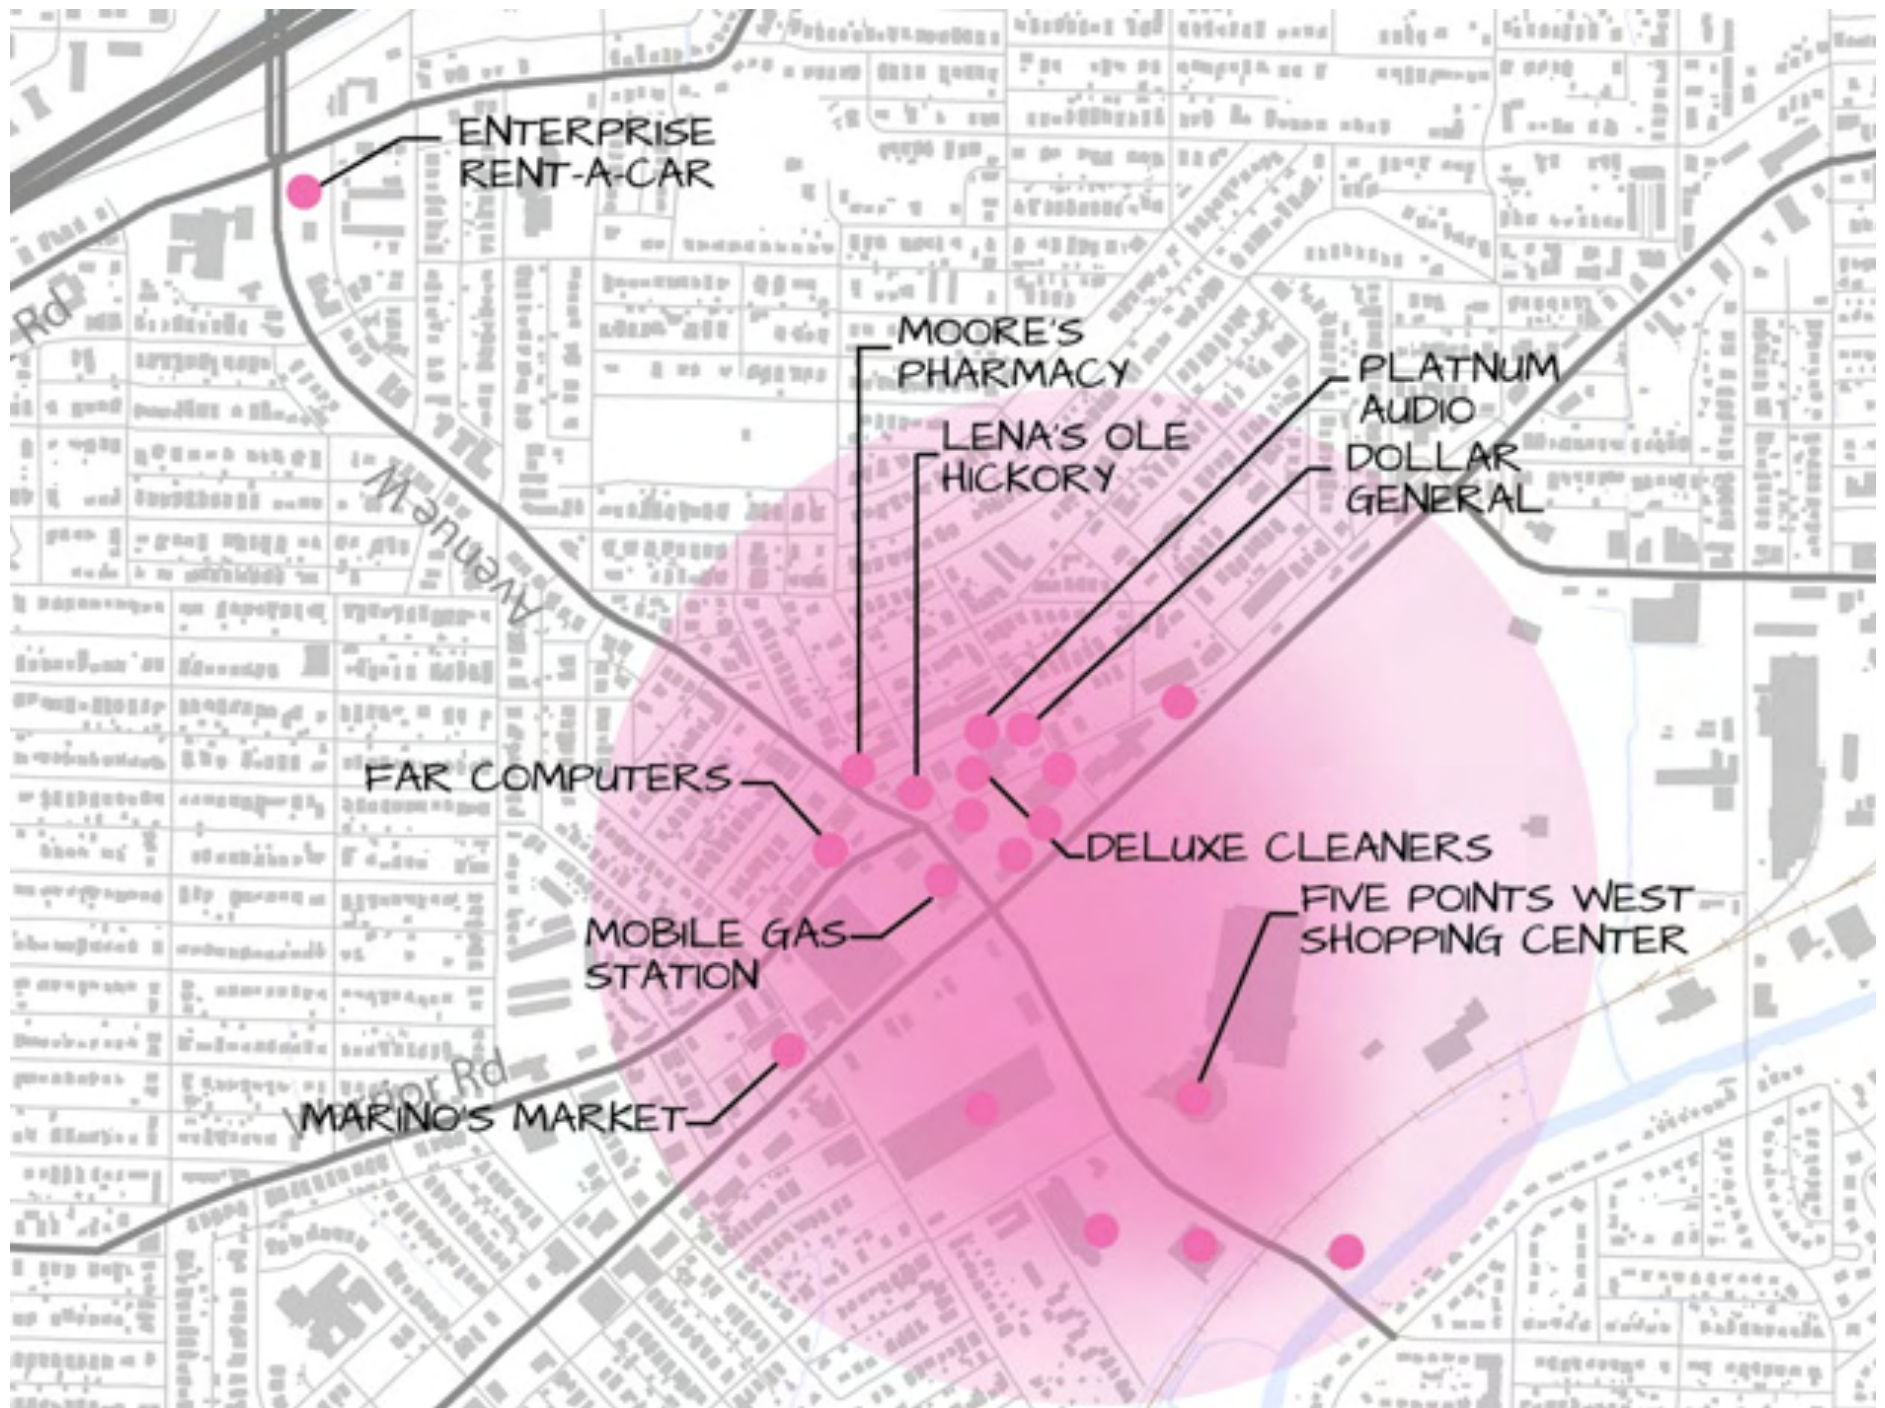 ENTERPRISE
RENT-A-CAR
Rd
MOORE'S
PHARMACY
PLATNUM
AUDIO
LENA'S OLE
HICKORY
DOLLAR
GENERAL
Avenue W
FAR COMPUTERS
DELUXE CLEANERS
FIVE POINTS WEST
SHOPPING CENTER
MOBILE GAS
STATION
Rd
MARINO'S MARKET